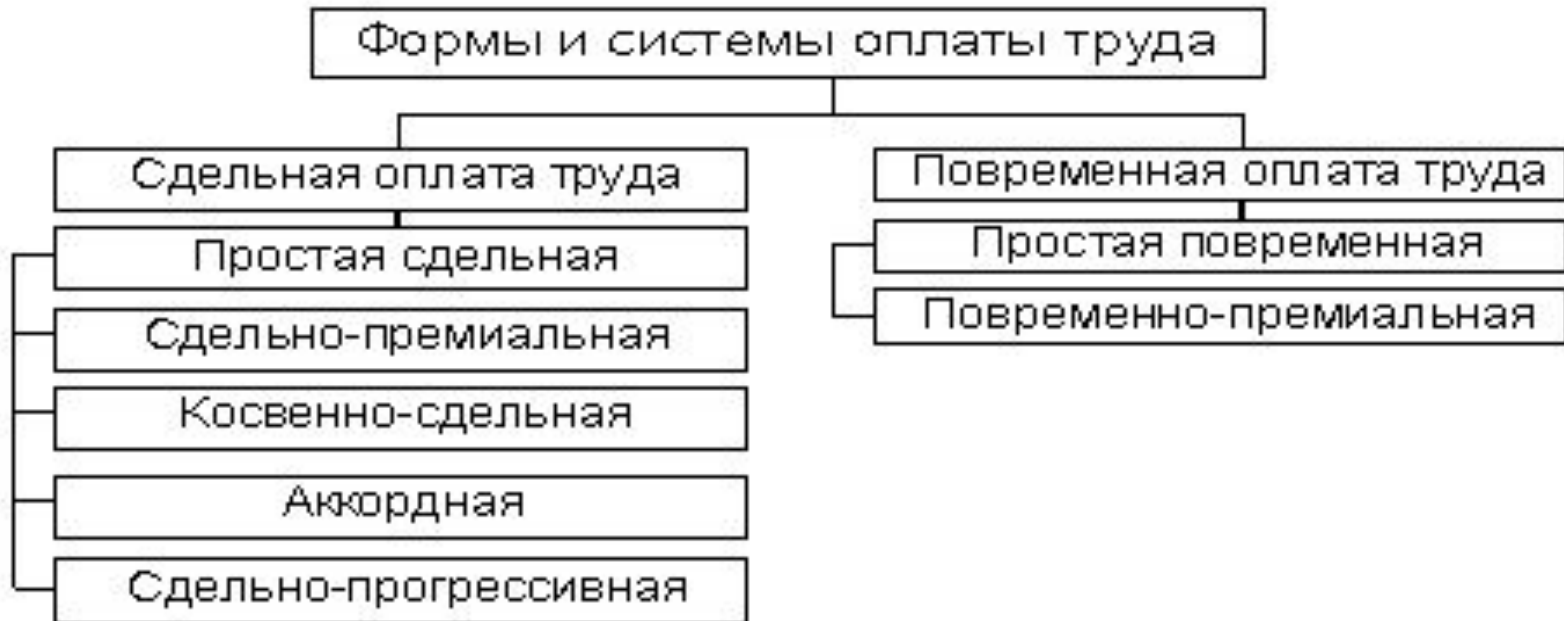 Формы и системы оплаты труда
Сдельная оплата труда
Простая сдельная
Сдельно-премиальная
Косвенно-сдельная
Аккордная
Сдельно-прогрессивная
Повременная оплата труда
Простая повременная
Повременно-премиальная